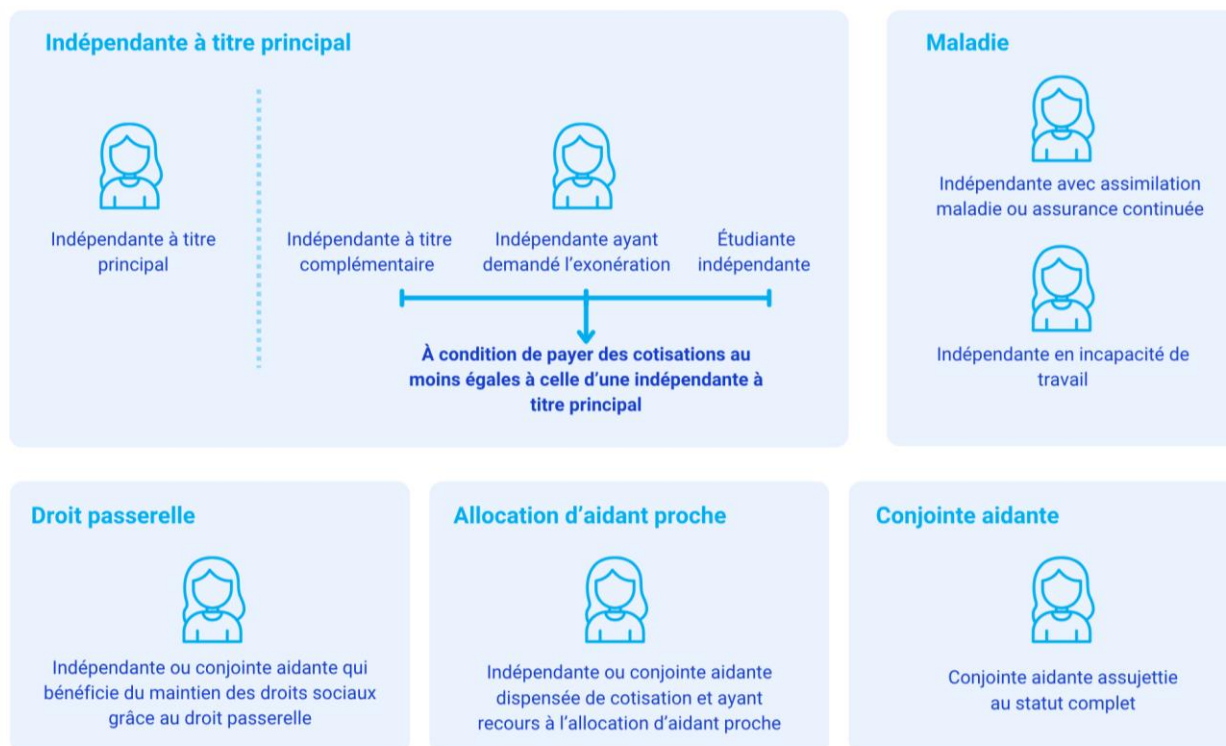 Indépendante à titre principal
Indépendante à titre
principal
Indépendante à titre
complémentaire
Indépendante ayant
demandé l’exonération
Étudiante
indépendante
À condition de payer des cotisations au
moins égales à celle d’une indépendante à
titre principal
Maladie
Indépendante avec assimilation
maladie ou assurance continuée
Indépendante en incapacité de
travail
Droit passerelle
Indépendante ou conjointe aidante qui
bénéficie du maintien des droits sociaux
grâce au droit passerelle
Allocation d’aidant proche
Indépendante ou conjointe aidante
dispensée de cotisation et ayant
recours à l’allocation d’aidant proche
Conjointe aidante
Conjointe aidante assujettie
au statut complet